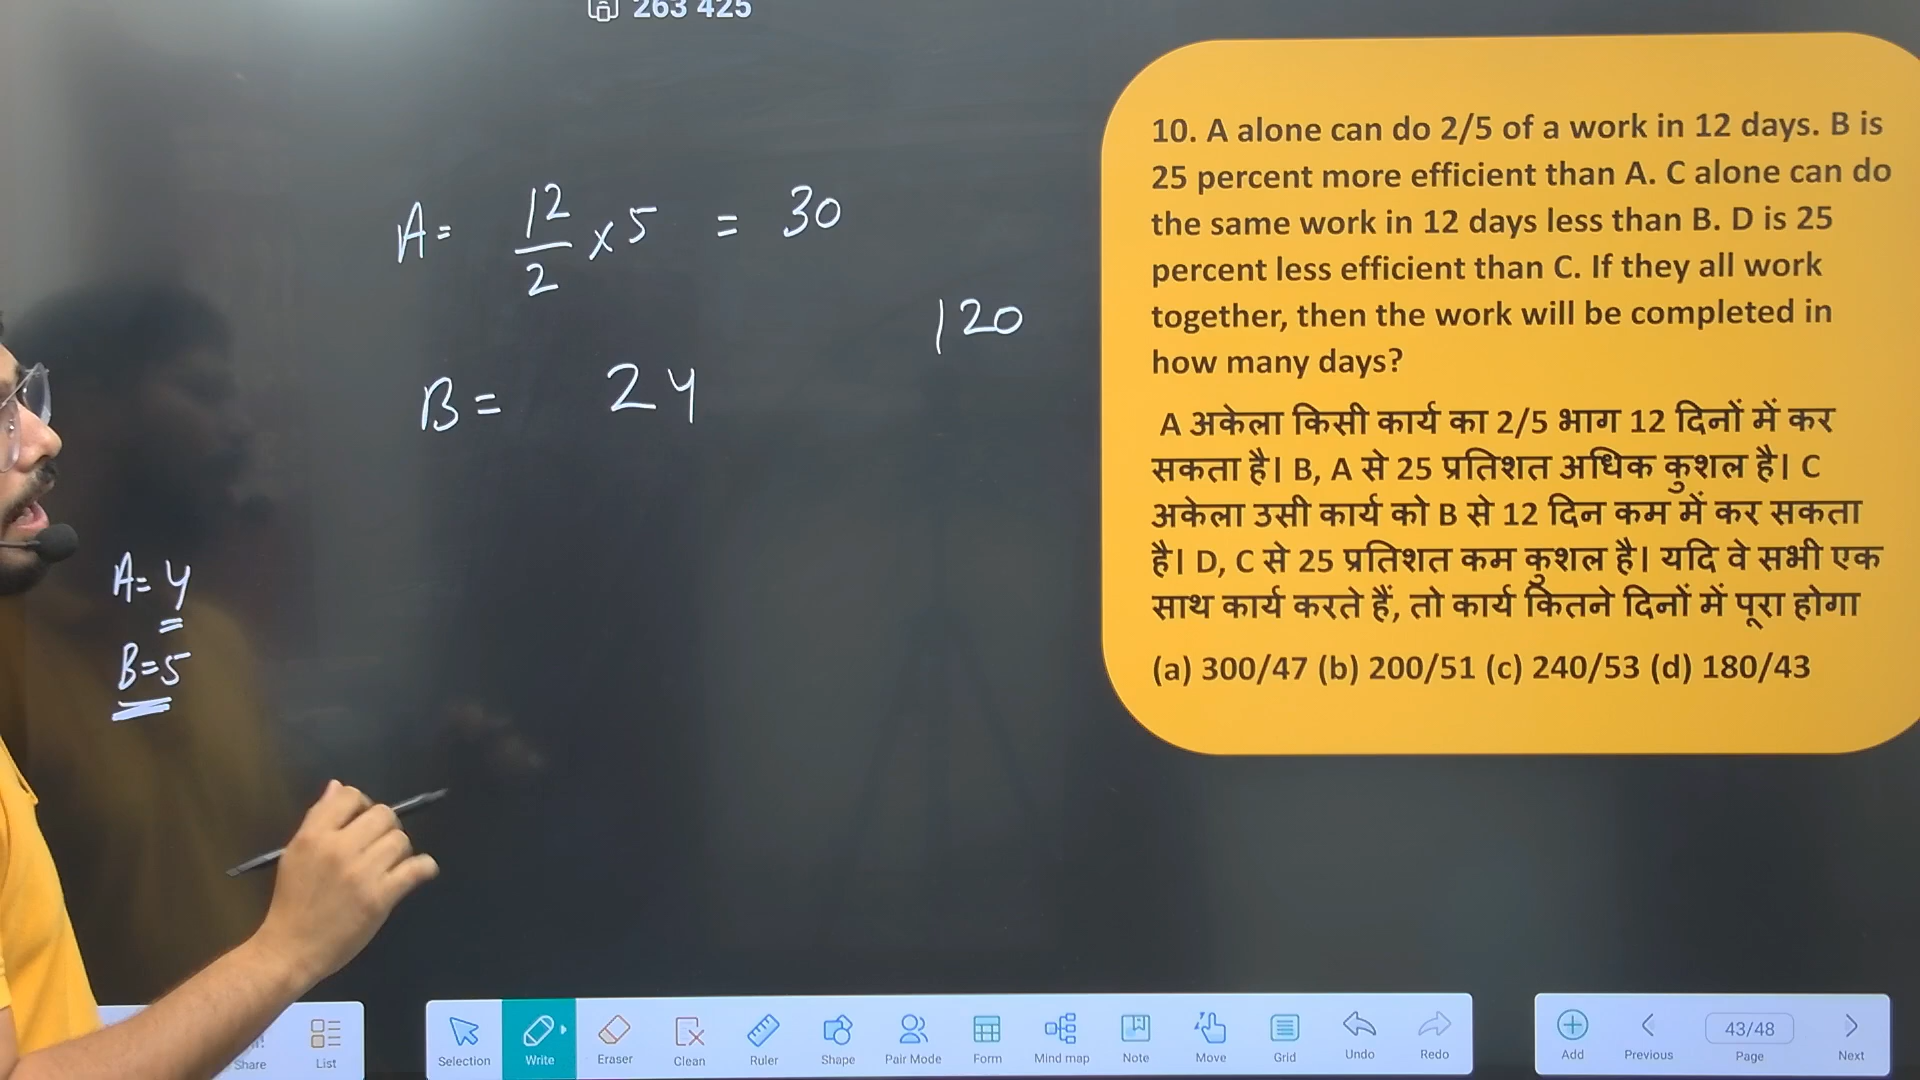 263 425
A = 12/2 × 5 = 30
120
B = 24
A = 4
B = 5
10. A alone can do 2/5 of a work in 12 days. B is
25 percent more efficient than A. C alone can do
the same work in 12 days less than B. D is 25
percent less efficient than C. If they all work
together, then the work will be completed in
how many days?
A अकेला किसी कार्य का 2/5 भाग 12 दिनों में कर
सकता है। B, A से 25 प्रतिशत अधिक कुशल है। C
अकेला उसी कार्य को B से 12 दिन कम में कर सकता
है। D, C से 25 प्रतिशत कम कुशल है। यदि वे सभी एक
साथ कार्य करते हैं, तो कार्य कितने दिनों में पूरा होगा
(a) 300/47 (b) 200/51 (c) 240/53 (d) 180/43
Share List
Selection Write Eraser Clean Ruler Shape Pair Mode Form Mind map Note Move Grid Undo Redo
43/48
Add Previous Page Next